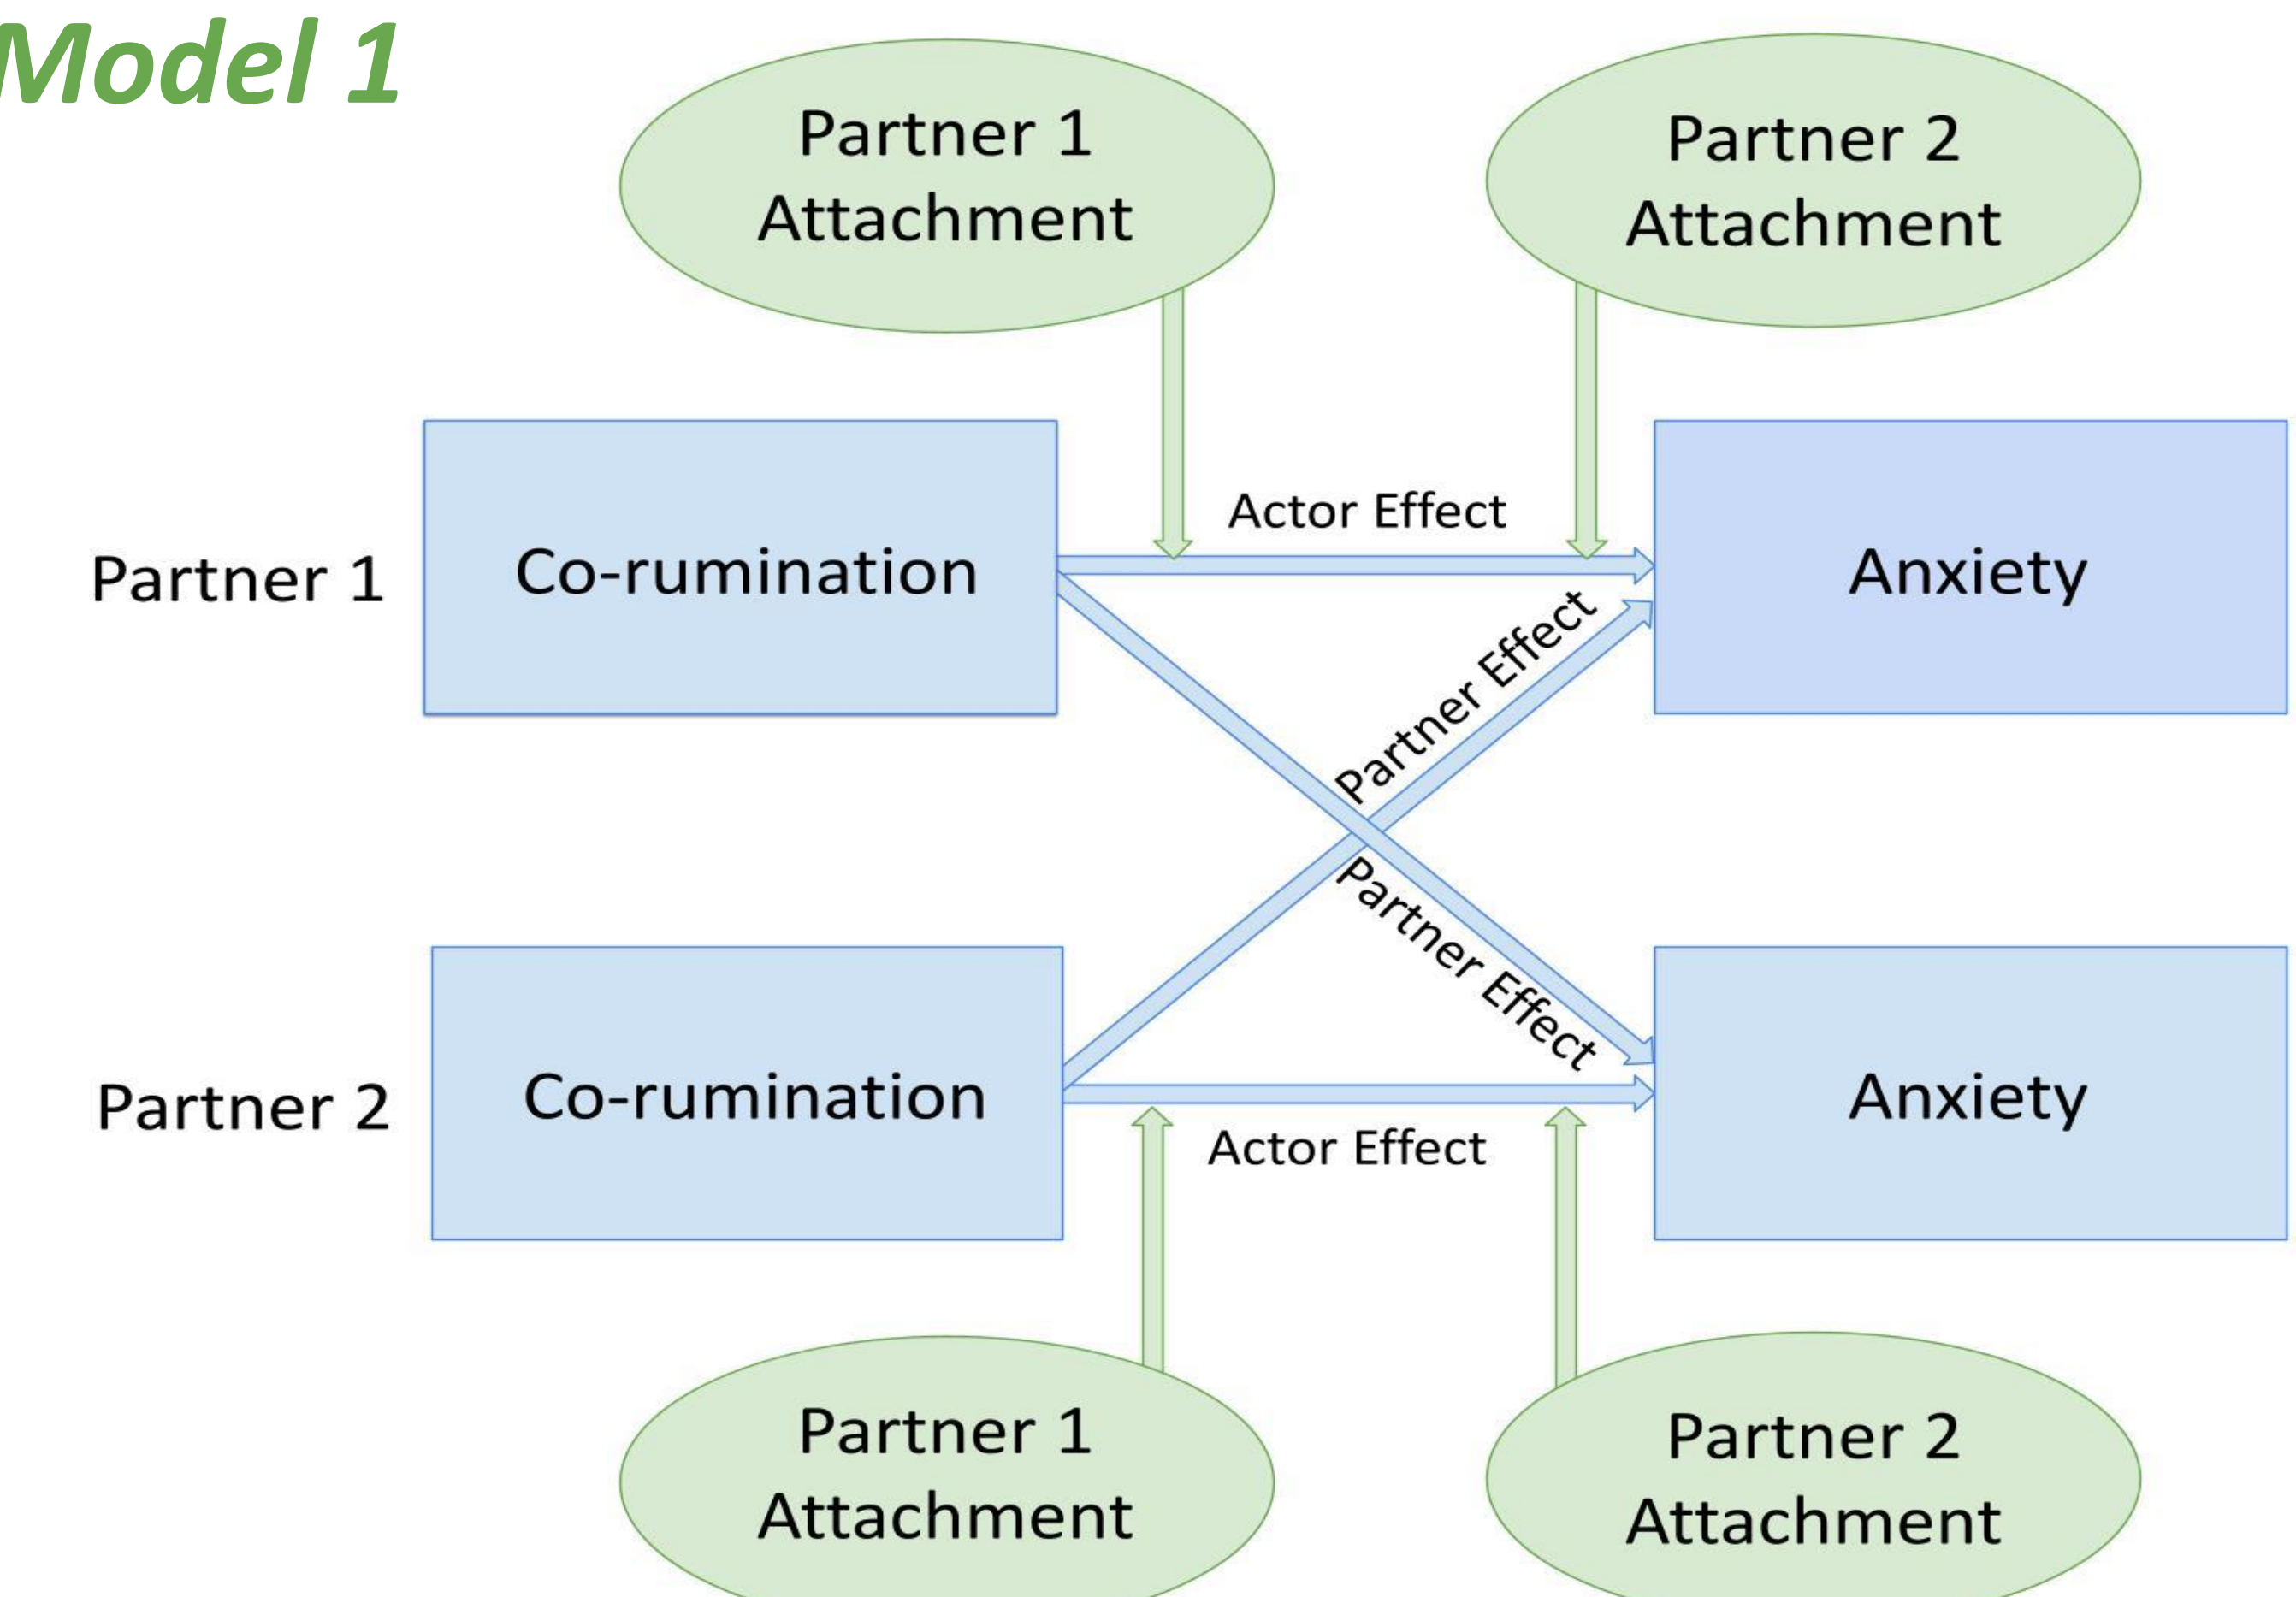 Model 1
Partner 1
Attachment
Partner 2
Attachment
Actor Effect
Partner 1
Co-rumination
Anxiety
Partner Effect
Partner Effect
Partner 2
Co-rumination
Anxiety
Actor Effect
Partner 1
Attachment
Partner 2
Attachment